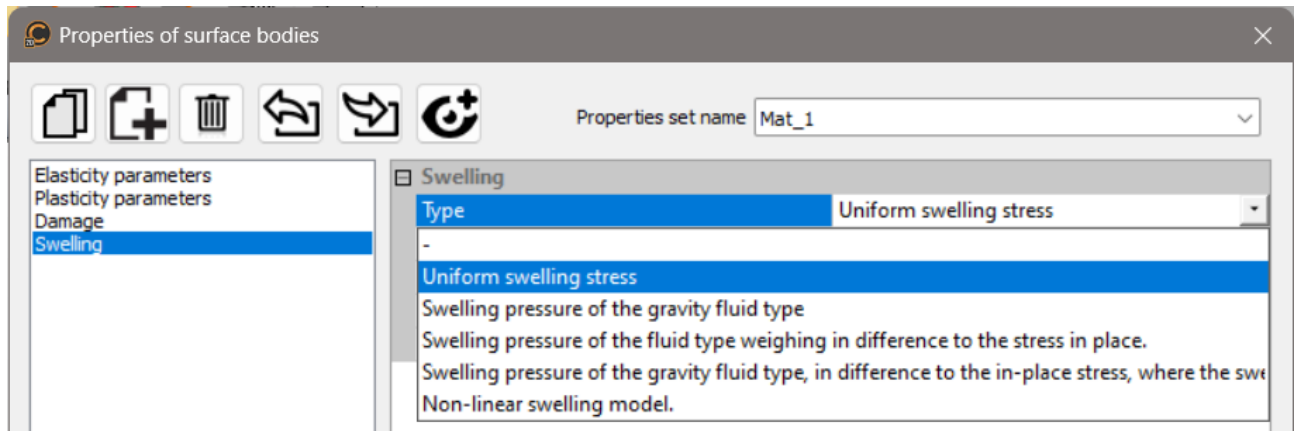 Properties of surface bodies
Properties set name Mat_1
Elasticity parameters
Plasticity parameters
Damage
Swelling
Swelling
Type Uniform swelling stress
-
Uniform swelling stress
Swelling pressure of the gravity fluid type
Swelling pressure of the fluid type weighing in difference to the stress in place.
Swelling pressure of the gravity fluid type, in difference to the in-place stress, where the
Non-linear swelling model.